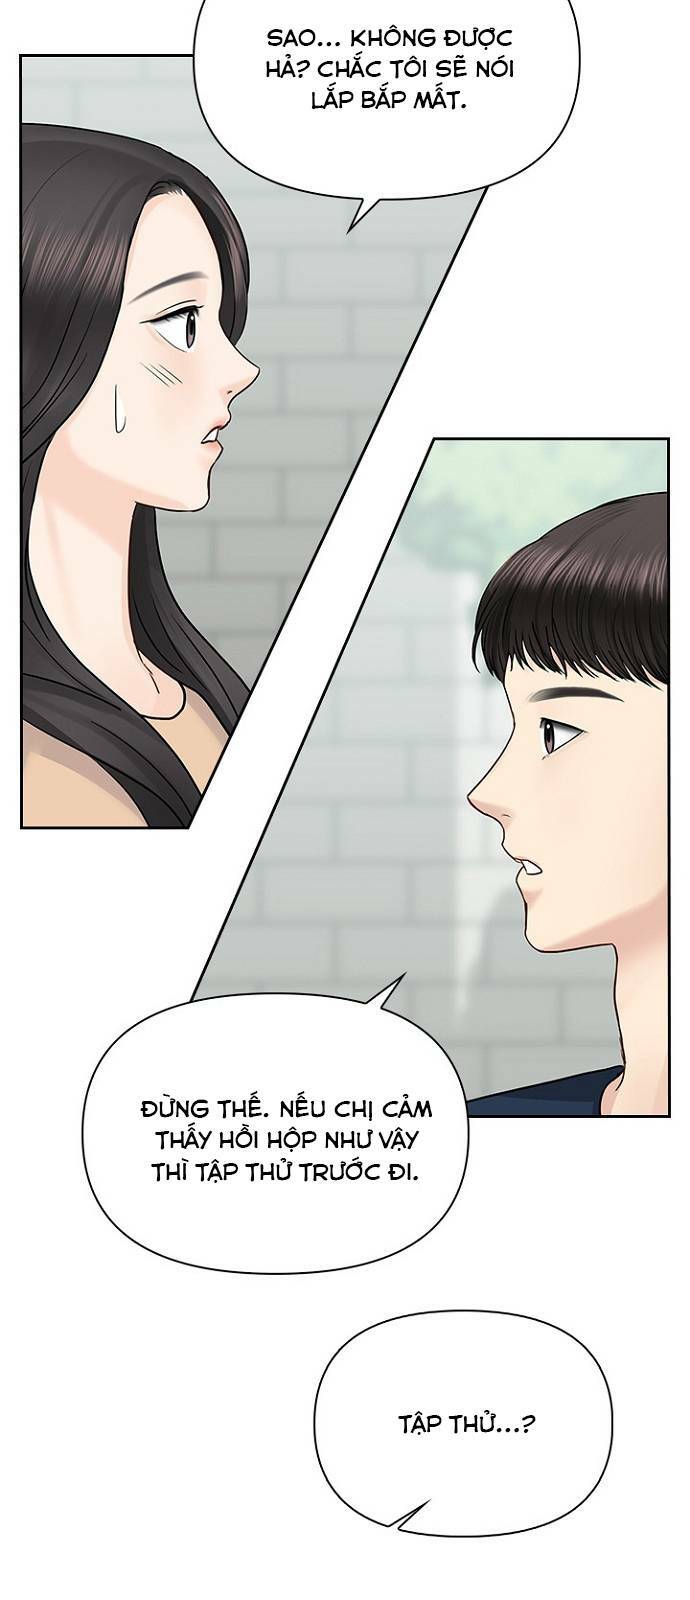 SAO... KHÔNG ĐƯỢC
HẢ? CHẮC TÔI SẼ NÓI
LẮP BẮP MẤT.
ĐỪNG THẾ. NẾU CHỊ CẢM
THẤY HỒI HỘP NHƯ VẬY
THÌ TẬP THỬ TRƯỚC ĐI.
TẬP THỬ...?